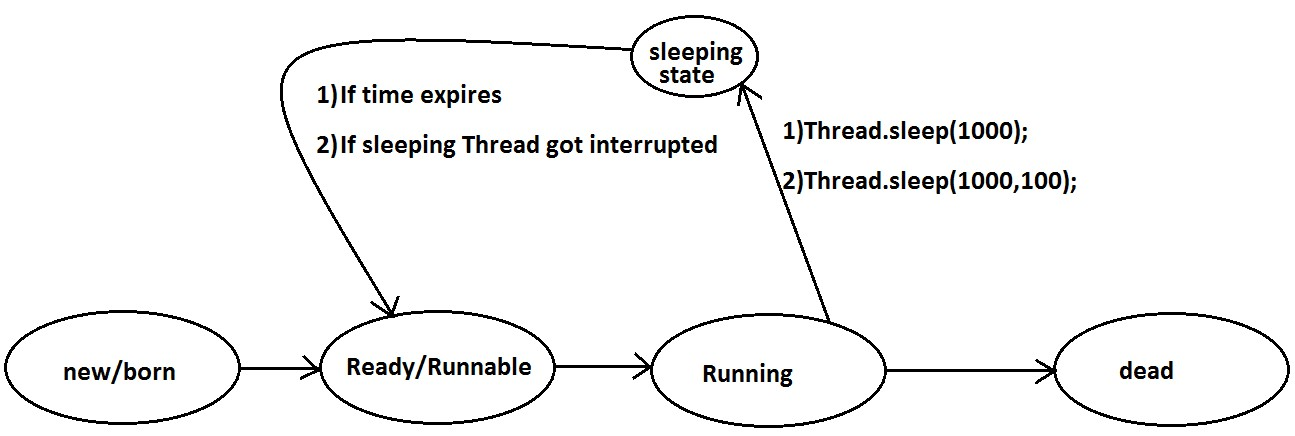 sleeping
state
1)If time expires
2)If sleeping Thread got interrupted
1)Thread.sleep(1000);
2)Thread.sleep(1000,100);
new/born
Ready/Runnable
Running
dead